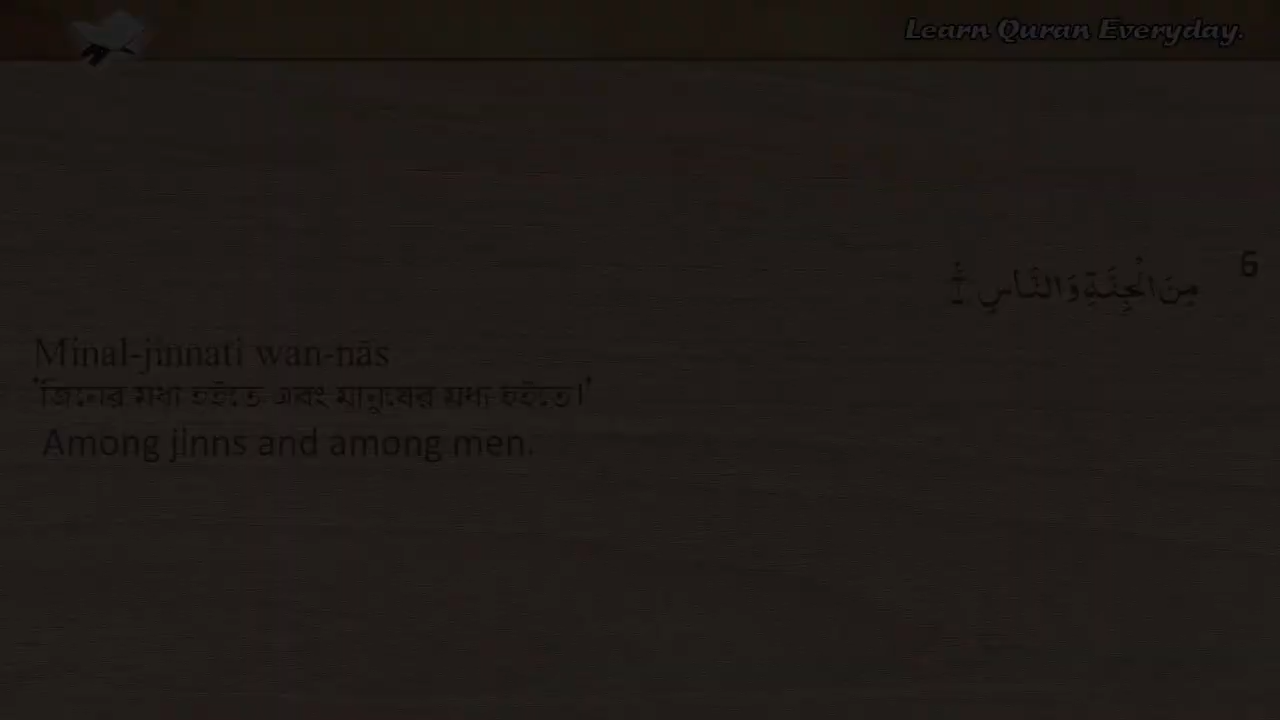 Learn Quran Everyday.
6
مِنَ الْجِنَّةِ وَالنَّاسِ
Minal-jinnati wan-nās
'জিনের মধ্য হইতে এবং মানুষের মধ্য হইতে।'
Among jinns and among men.